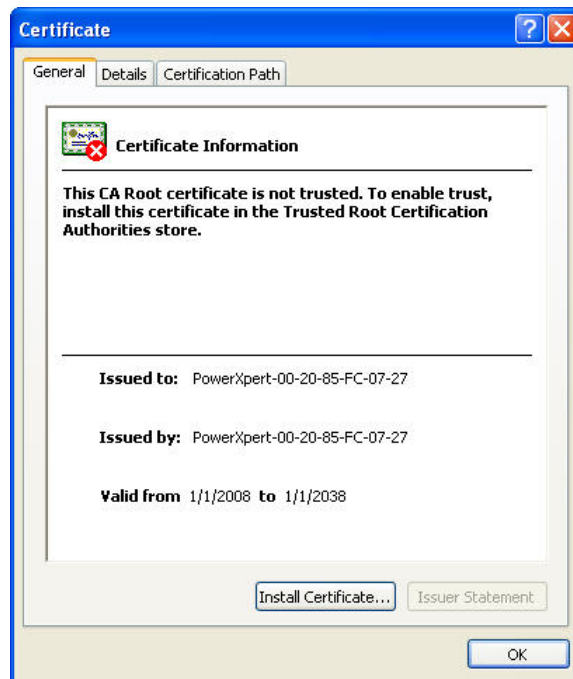 Certificate
General Details Certification Path
Certificate Information
This CA Root certificate is not trusted. To enable trust,
install this certificate in the Trusted Root Certification
Authorities store.
Issued to: PowerXpert-00-20-85-FC-07-27
Issued by: PowerXpert-00-20-85-FC-07-27
Valid from 1/1/2008 to 1/1/2038
Install Certificate... Issuer Statement
OK